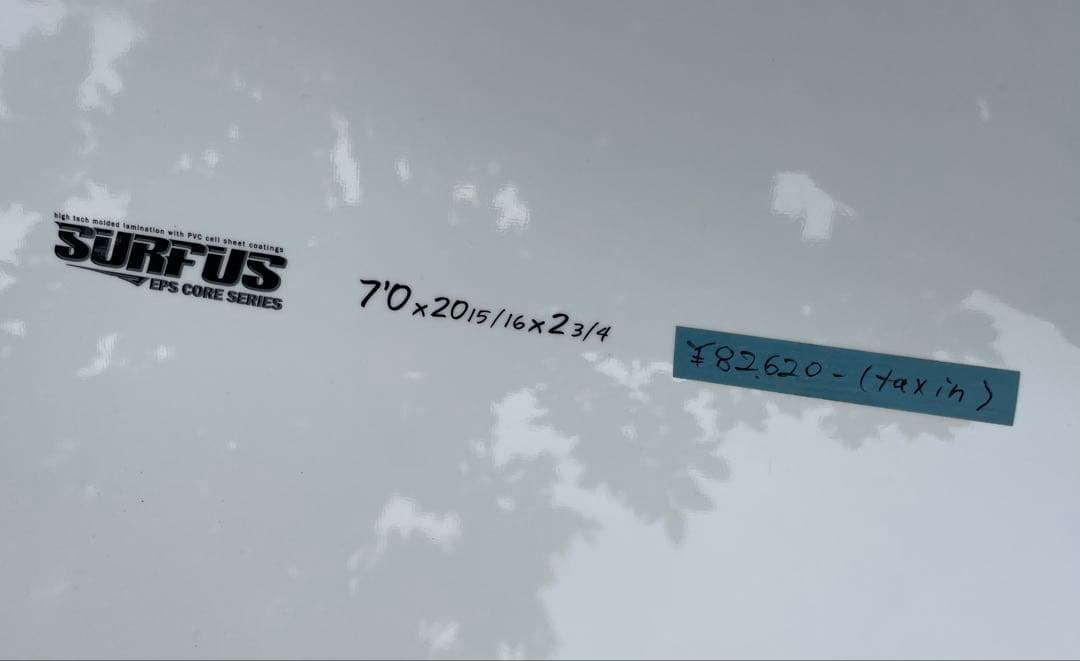 high tech molded lamination with PVC cell sheet coatings
SURFUS
EPS CORE SERIES
7'0 x 20 15/16 x 2 3/4
¥82.620-(tax in)